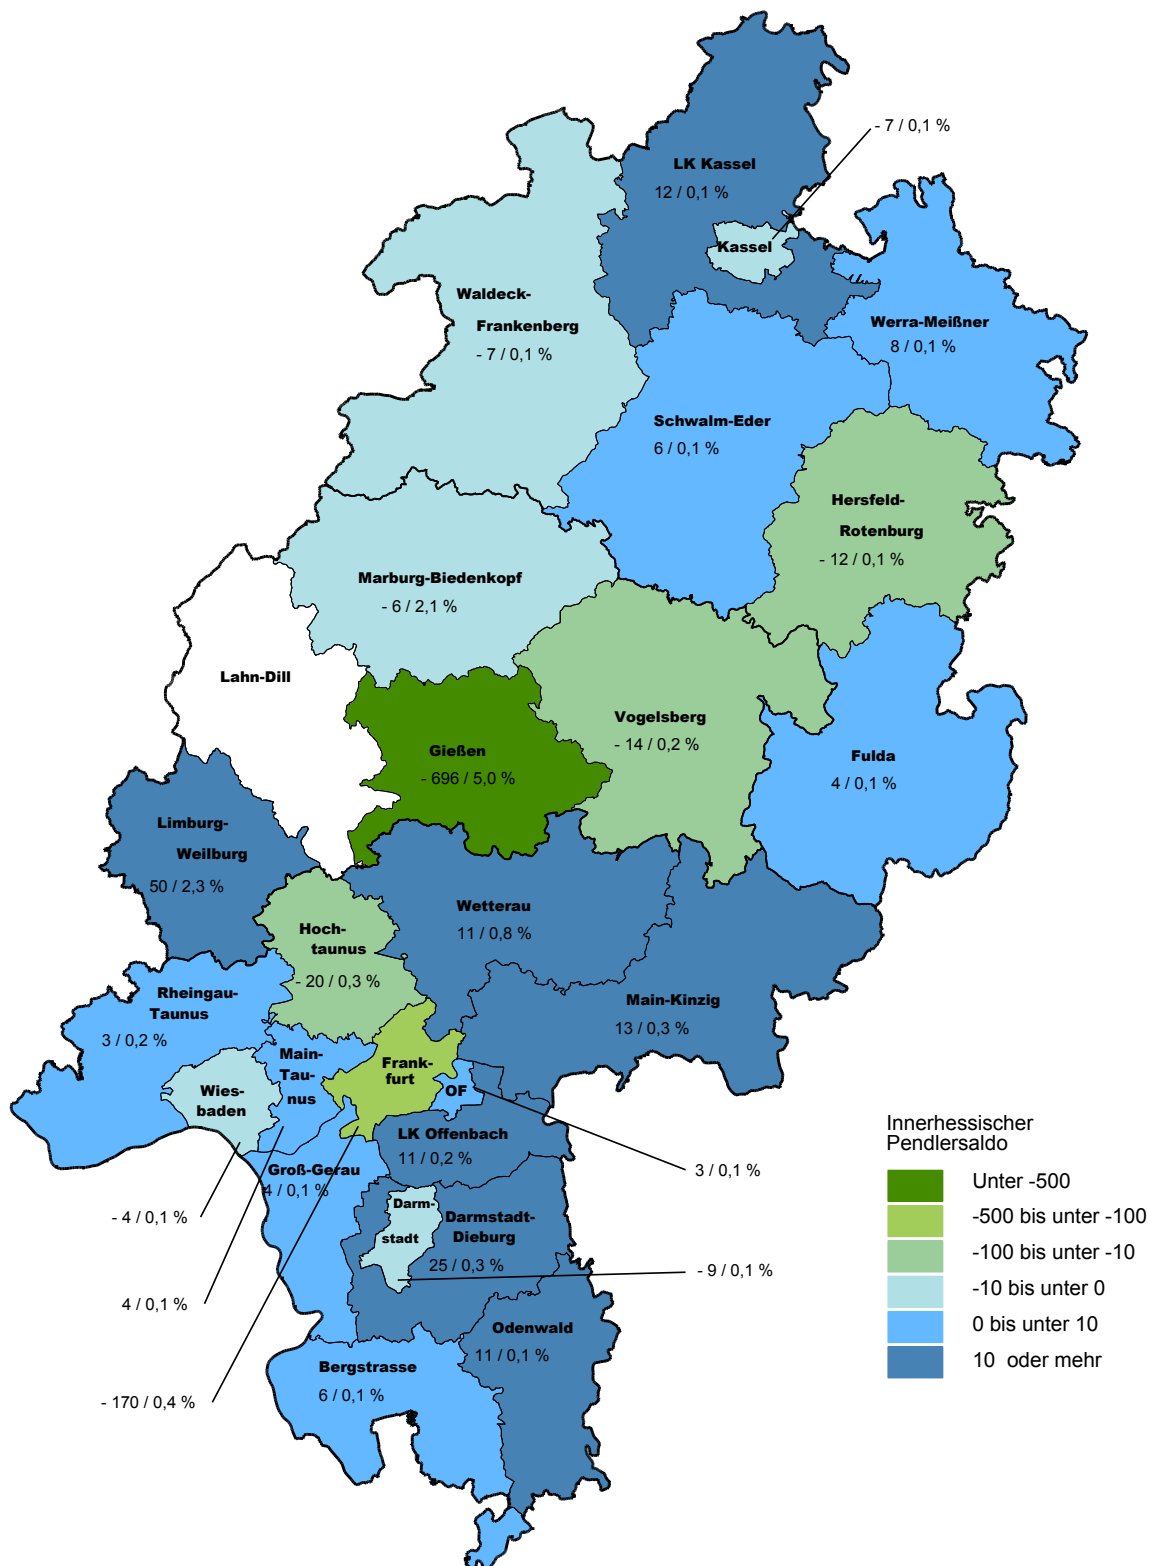 - 7 / 0,1 %
LK Kassel
12 / 0,1 %
Kassel
Waldeck-
Frankenberg
- 7 / 0,1 %
Werra-Meißner
8 / 0,1 %
Schwalm-Eder
6 / 0,1 %
Hersfeld-
Rotenburg
- 12 / 0,1 %
Marburg-Biedenkopf
- 6 / 2,1 %
Lahn-Dill
Vogelsberg
- 14 / 0,2 %
Gießen
- 696 / 5,0 %
Fulda
4 / 0,1 %
Limburg-
Weilburg
50 / 2,3 %
Wetterau
11 / 0,8 %
Hoch-
taunus
- 20 / 0,3 %
Rheingau-
Taunus
3 / 0,2 %
Main-Kinzig
13 / 0,3 %
Main-
Tau-
nus
Frank-
furt
OF
Wies-
baden
LK Offenbach
11 / 0,2 %
Groß-Gerau
4 / 0,1 %
3 / 0,1 %
- 4 / 0,1 %
Darm-
stadt
Darmstadt-
Dieburg
25 / 0,3 %
- 9 / 0,1 %
4 / 0,1 %
Odenwald
11 / 0,1 %
Bergstrasse
6 / 0,1 %
- 170 / 0,4 %
Innerhessischer
Pendlersaldo
Unter -500
-500 bis unter -100
-100 bis unter -10
-10 bis unter 0
0 bis unter 10
10 oder mehr